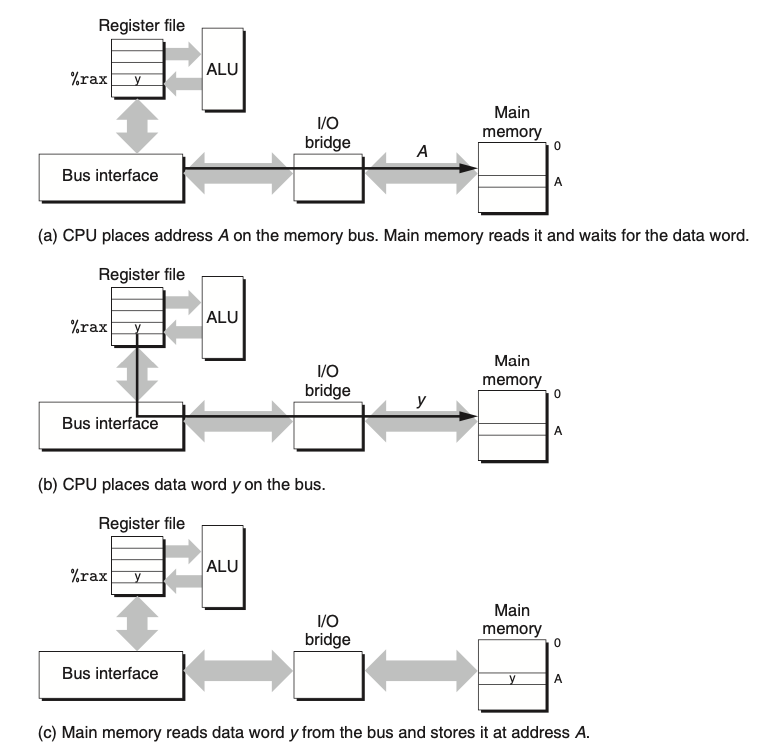 Register file
%rax
y
ALU
I/O
bridge
Main
memory
A
0
A
Bus interface
(a) CPU places address A on the memory bus. Main memory reads it and waits for the data word.
Register file
%rax
y
ALU
I/O
bridge
Main
memory
y
0
A
Bus interface
(b) CPU places data word y on the bus.
Register file
%rax
y
ALU
I/O
bridge
Main
memory
0
y
A
Bus interface
(c) Main memory reads data word y from the bus and stores it at address A.